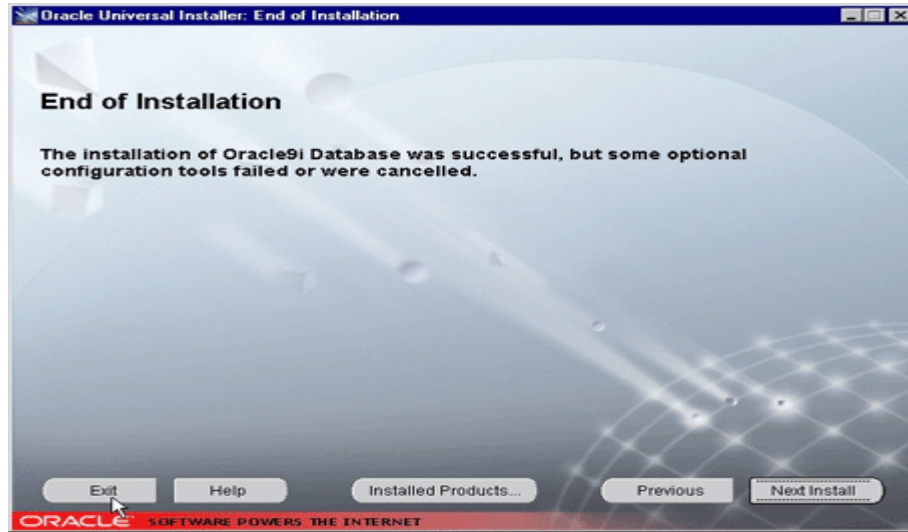 Oracle Universal Installer: End of Installation
End of Installation
The installation of Oracle9i Database was successful, but some optional
configuration tools failed or were cancelled.
Exit Help Installed Products... Previous Next Install
ORACLE SOFTWARE POWERS THE INTERNET